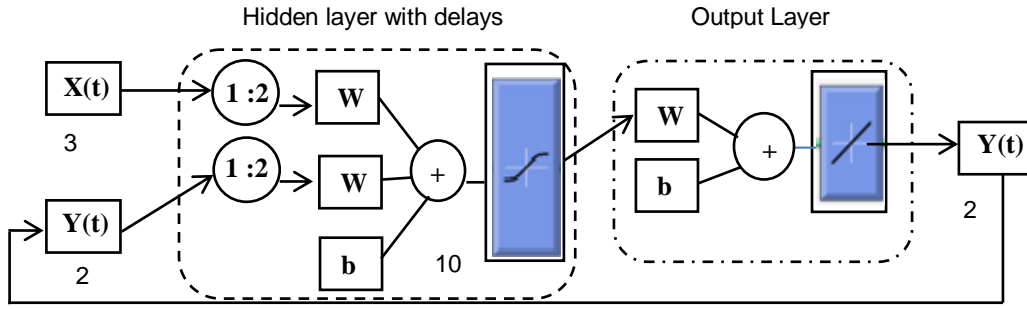 Hidden layer with delays
Output Layer
X(t)
3
1 :2
W
Y(t)
2
1 :2
W
b
+
10
W
b
+
Y(t)
2